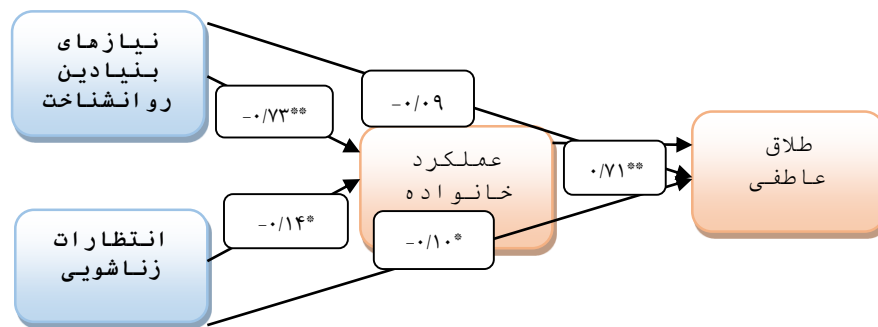 نیازهای
بنیادین
روانشناخت
-۰/۰۹
-۰/۷۳**
عملکرد
خانواده
۰/۷۱**
طلاق
عاطفی
انتظارات
زناشویی
-۰/۱۴*
-۰/۱۰*